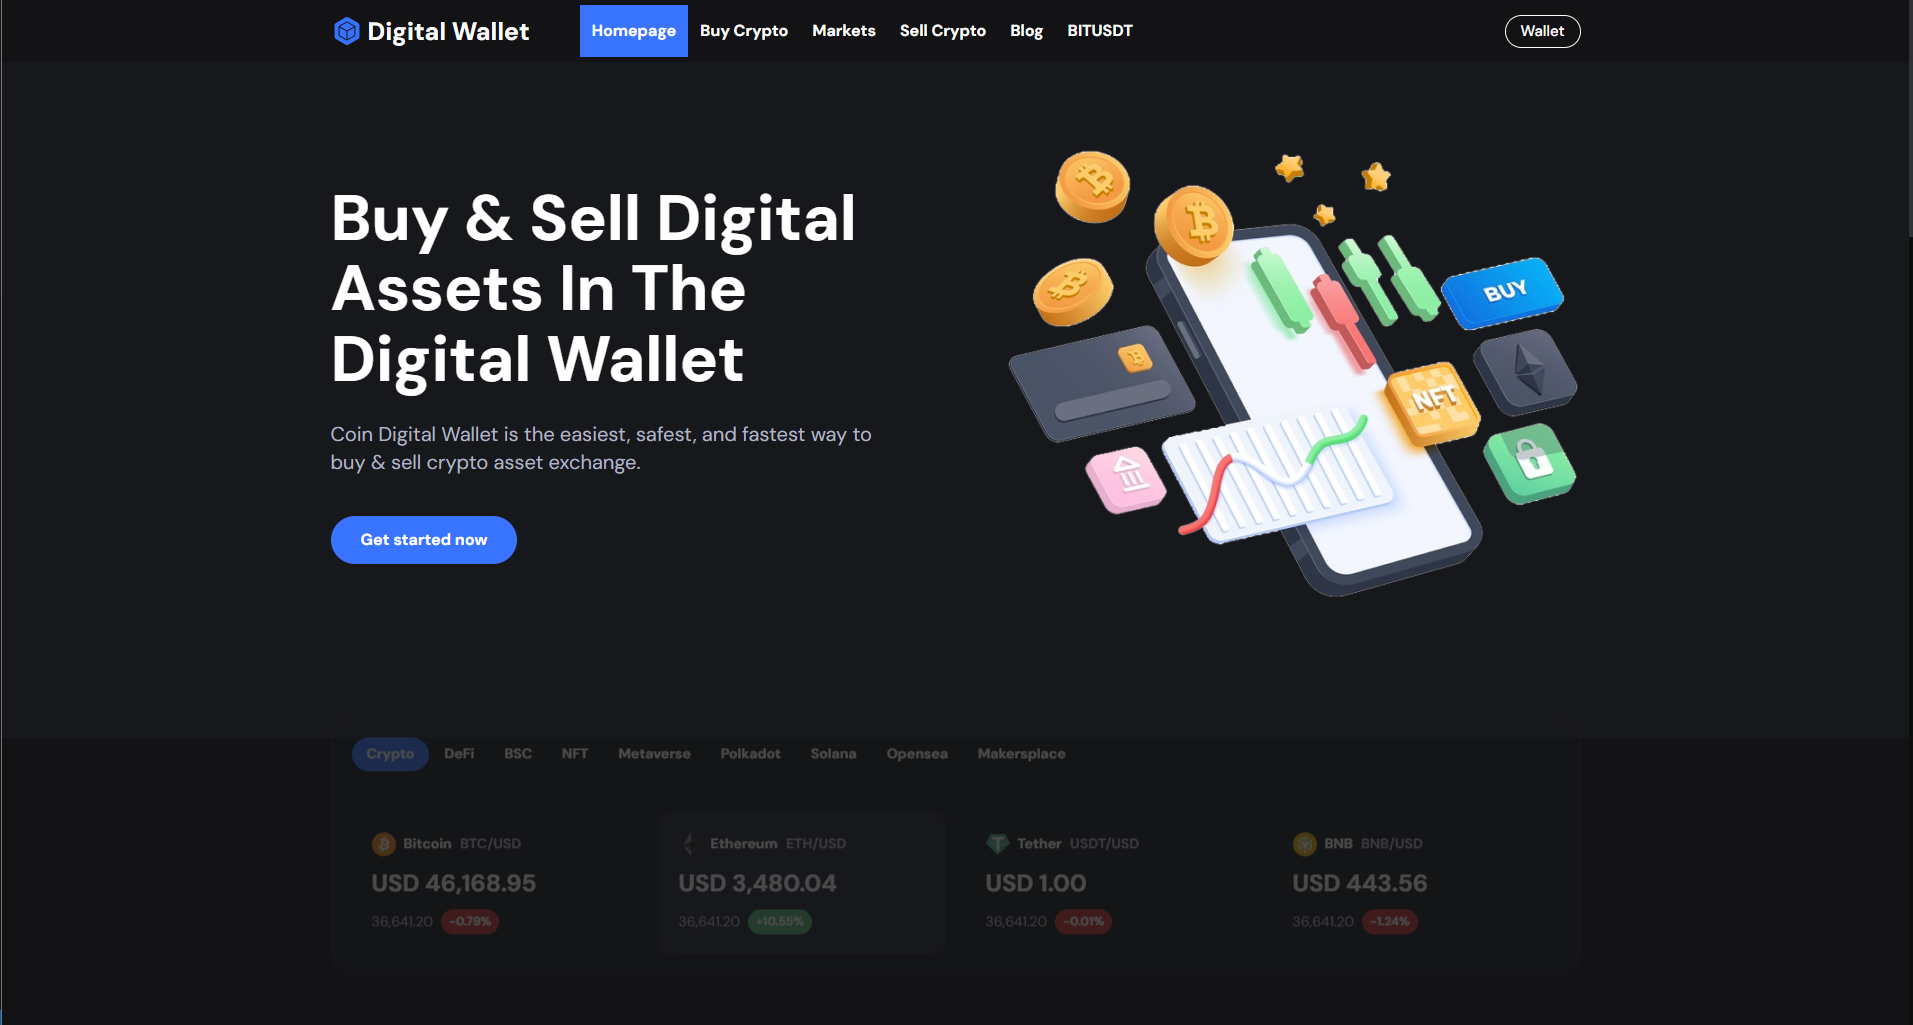 Digital Wallet
Homepage
Buy Crypto
Markets
Sell Crypto
Blog
BITUSDT
Wallet
Buy & Sell Digital
Assets In The
Digital Wallet
Coin Digital Wallet is the easiest, safest, and fastest way to
buy & sell crypto asset exchange.
Get started now
BUY
NFT
Crypto
DeFi
BSC
NFT
Metaverse
Polkadot
Solana
Opensea
Makersplace
Bitcoin BTC/USD
USD 46,168.95
36,641.20 -0.79%
Ethereum ETH/USD
USD 3,480.04
36,641.20 +10.55%
Tether USDT/USD
USD 1.00
36,641.20 -0.01%
BNB BNB/USD
USD 443.56
36,641.20 -1.24%